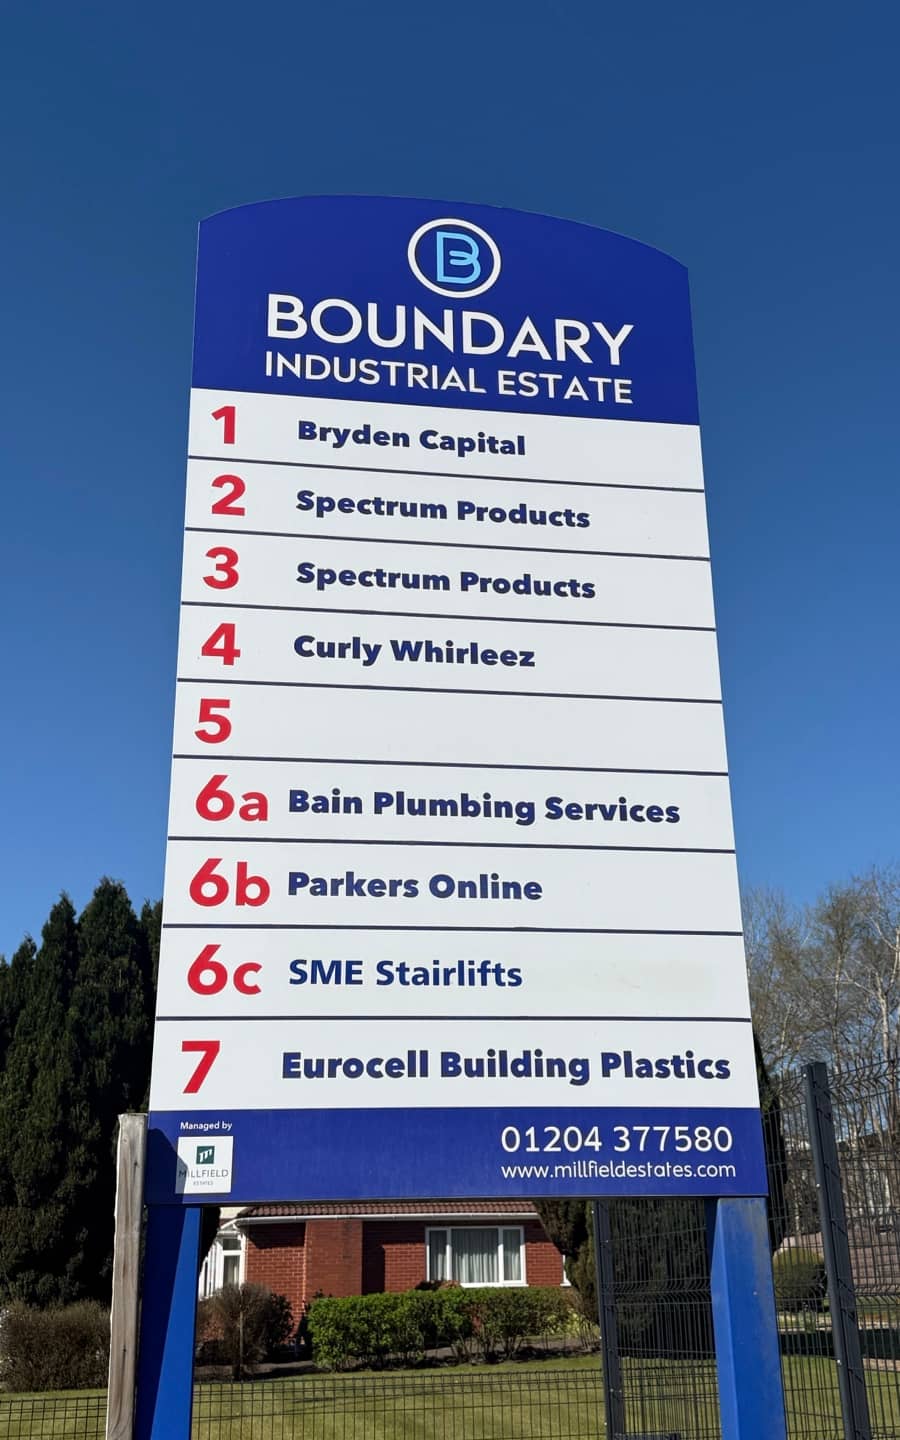 B
BOUNDARY
INDUSTRIAL ESTATE
1 Bryden Capital
2 Spectrum Products
3 Spectrum Products
4 Curly Whirleez
5
6a Bain Plumbing Services
6b Parkers Online
6c SME Stairlifts
7 Eurocell Building Plastics
Managed by
m
MILLFIELD
ESTATES
01204 377580
www.millfieldestates.com